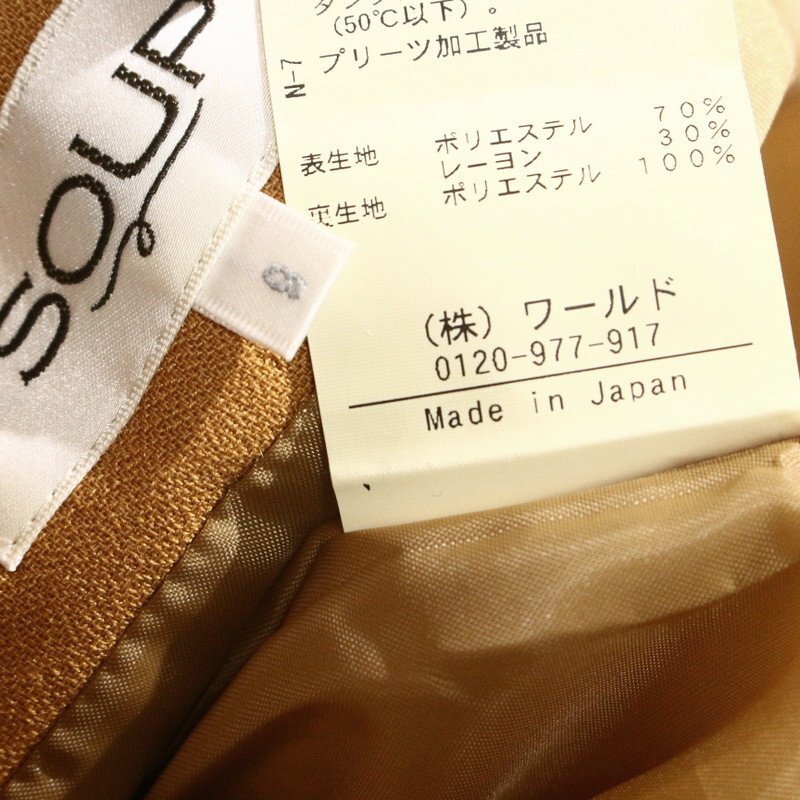 SOUP
(50℃以下)。
プリーツ加工製品
N-7
表生地 ポリエステル 70%
レーヨン 30%
変生地 ポリエステル 100%
(株) ワールド
0120-977-917
Made in Japan